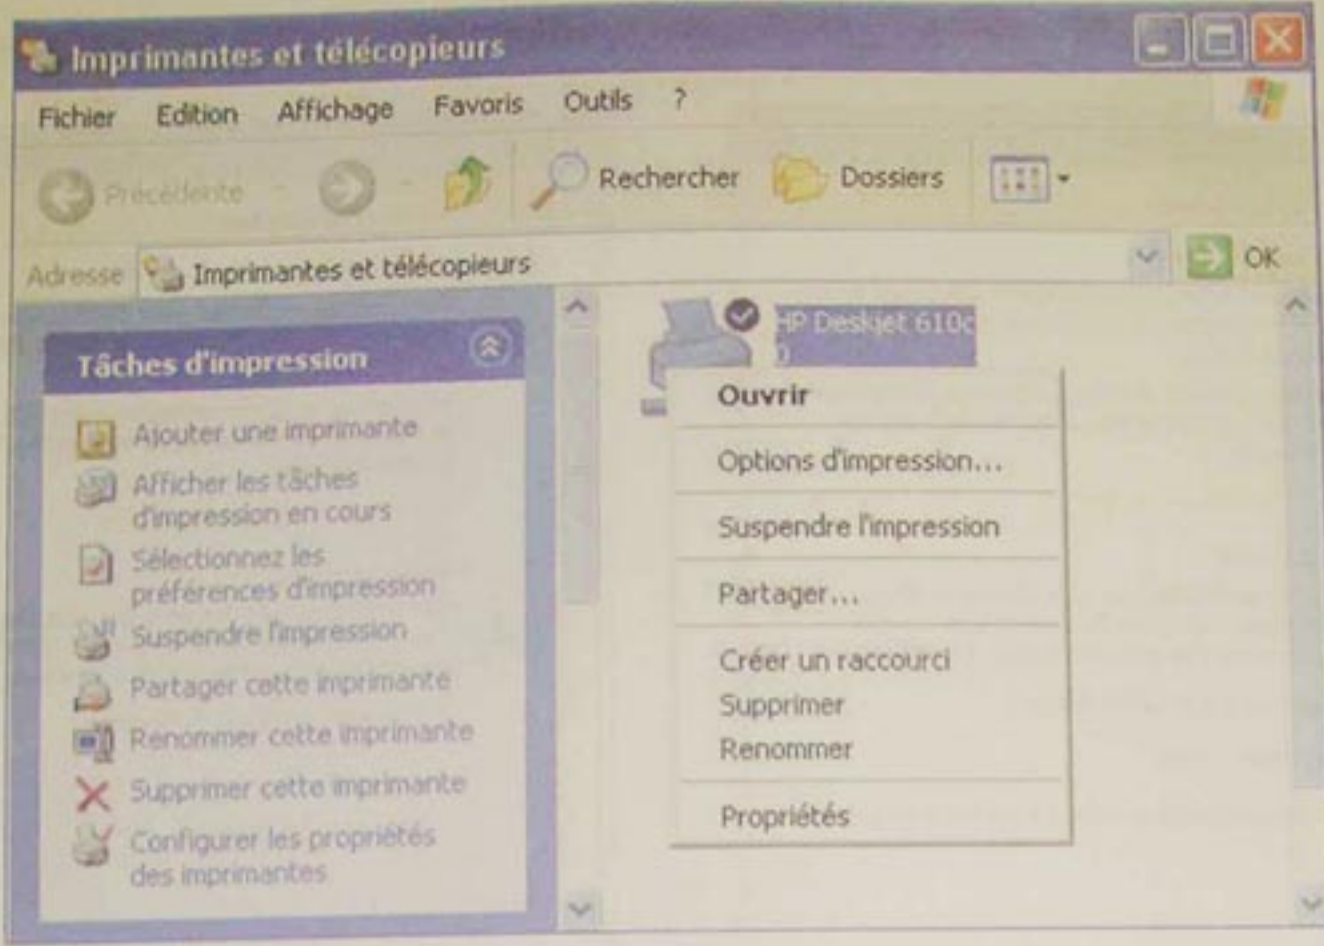 Imprimantes et télécopieurs
Fichier Edition Affichage Favoris Outils ?
Précédente Rechercher Dossiers
Adresse Imprimantes et télécopieurs OK
Tâches d'impression
Ajouter une imprimante
Afficher les tâches
d'impression en cours
Sélectionnez les
préférences d'impression
Suspendre l'impression
Partager cette imprimante
Renommer cette imprimante
Supprimer cette imprimante
Configurer les propriétés
des imprimantes
HP Deskjet 610c
0
Ouvrir
Options d'impression...
Suspendre l'impression
Partager...
Créer un raccourci
Supprimer
Renommer
Propriétés